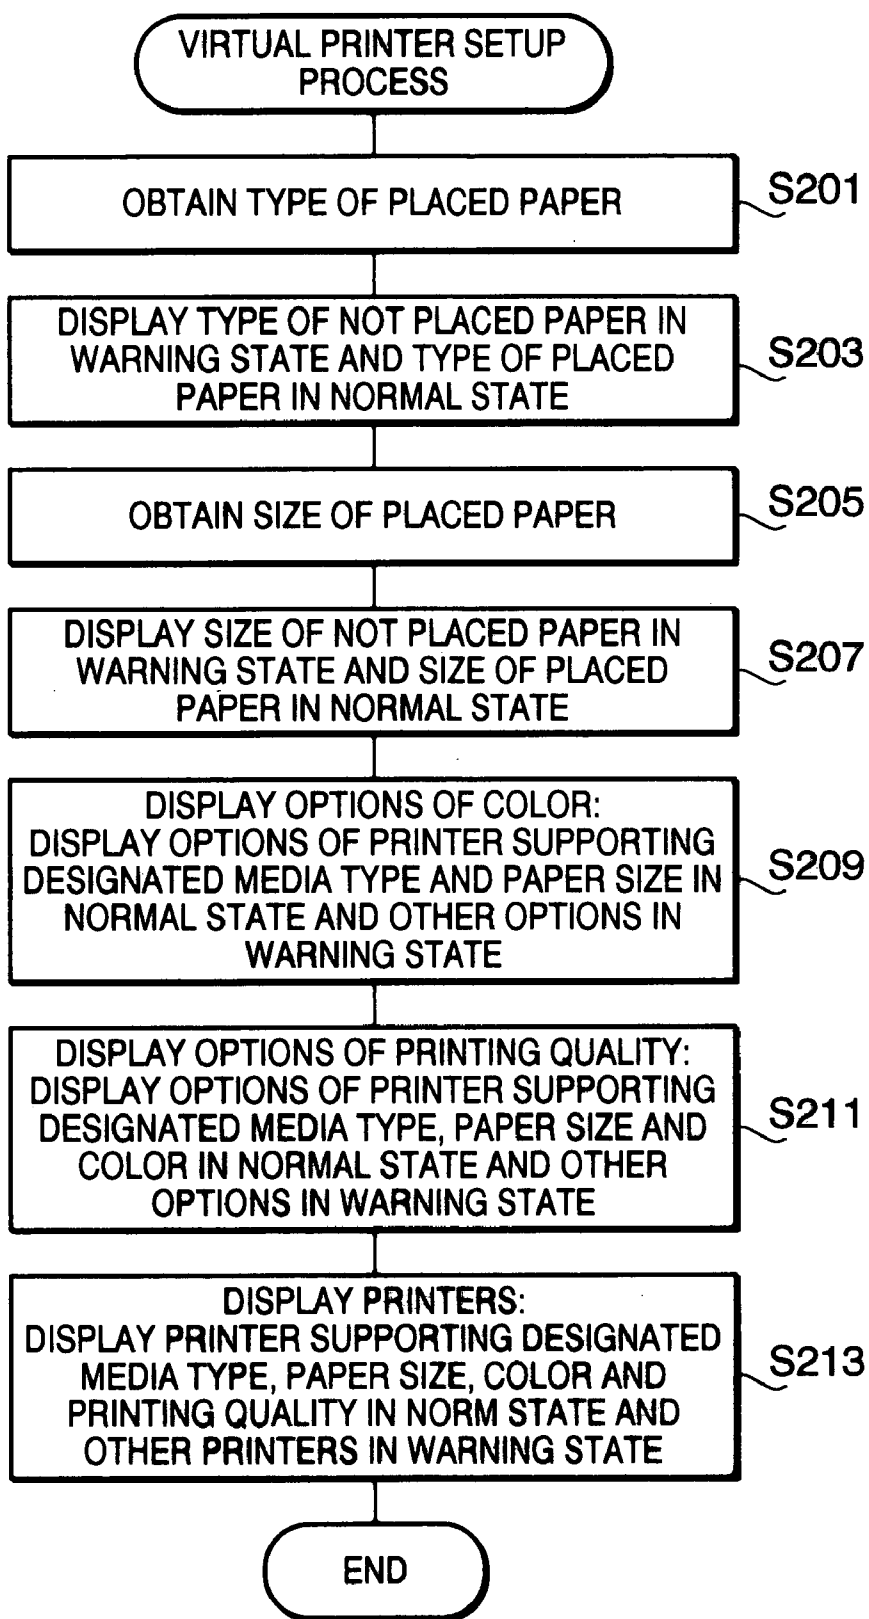 VIRTUAL PRINTER SETUP
PROCESS
OBTAIN TYPE OF PLACED PAPER
S201
DISPLAY TYPE OF NOT PLACED PAPER IN
WARNING STATE AND TYPE OF PLACED
PAPER IN NORMAL STATE
S203
OBTAIN SIZE OF PLACED PAPER
S205
DISPLAY SIZE OF NOT PLACED PAPER IN
WARNING STATE AND SIZE OF PLACED
PAPER IN NORMAL STATE
S207
DISPLAY OPTIONS OF COLOR:
DISPLAY OPTIONS OF PRINTER SUPPORTING
DESIGNATED MEDIA TYPE AND PAPER SIZE IN
NORMAL STATE AND OTHER OPTIONS IN
WARNING STATE
S209
DISPLAY OPTIONS OF PRINTING QUALITY:
DISPLAY OPTIONS OF PRINTER SUPPORTING
DESIGNATED MEDIA TYPE, PAPER SIZE AND
COLOR IN NORMAL STATE AND OTHER
OPTIONS IN WARNING STATE
S211
DISPLAY PRINTERS:
DISPLAY PRINTER SUPPORTING DESIGNATED
MEDIA TYPE, PAPER SIZE, COLOR AND
PRINTING QUALITY IN NORM STATE AND
OTHER PRINTERS IN WARNING STATE
S213
END